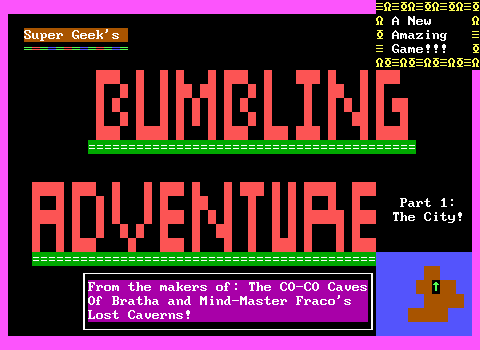 Super Geek's
A New
Amazing
Game!!!
BUMBLING
ADVENTURE
Part 1:
The City!
From the makers of: The CO-CO Caves
Of Bratha and Mind-Master Fraco's
Lost Caverns!